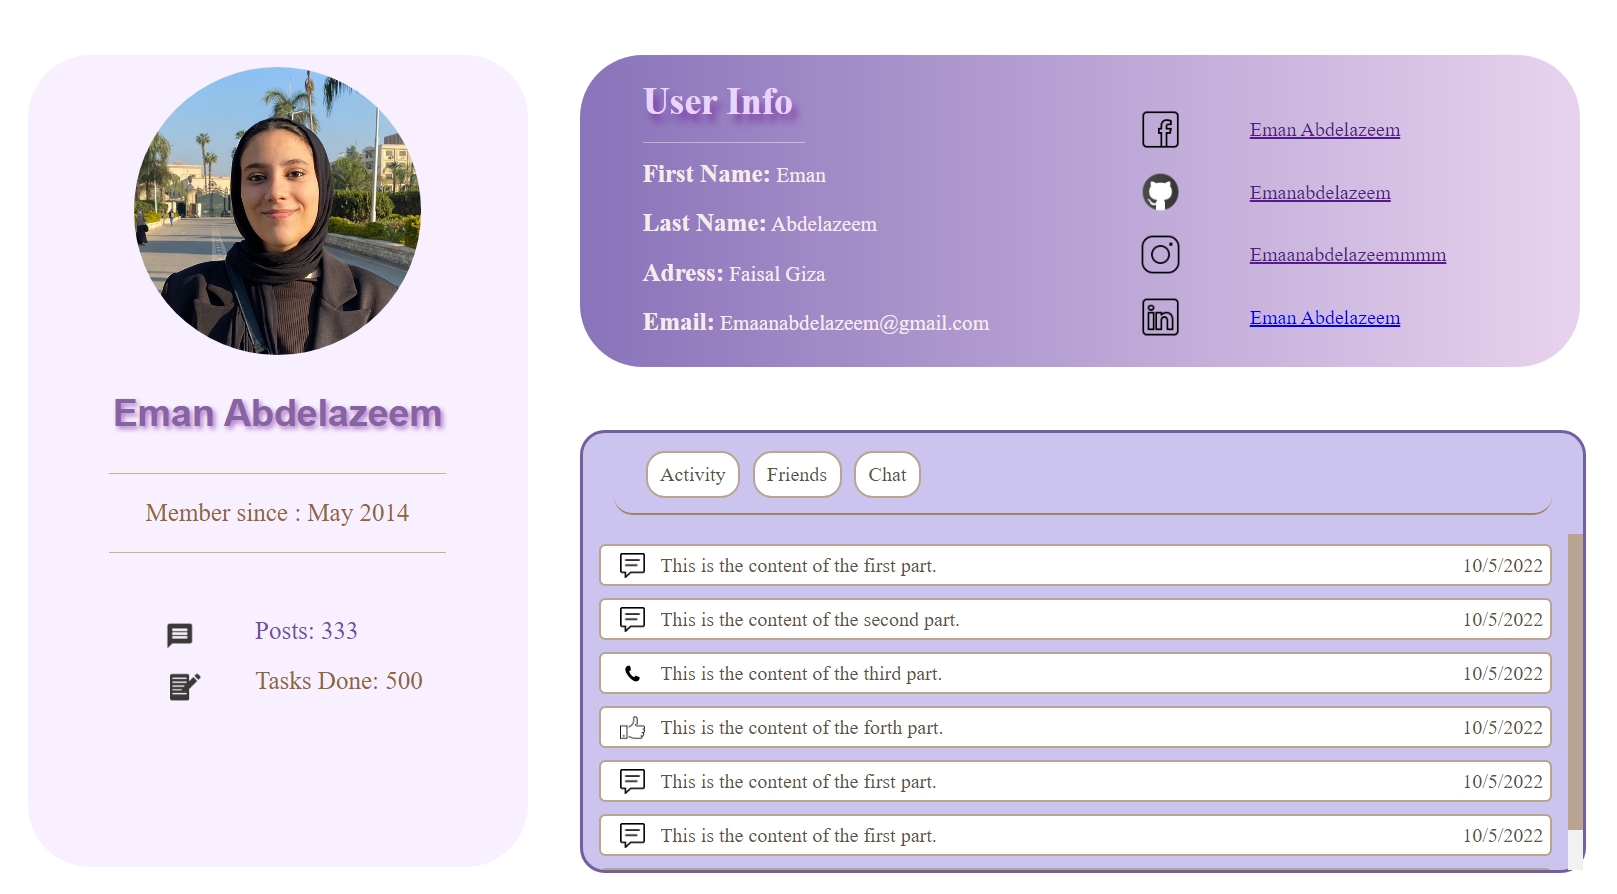 Eman Abdelazeem
Member since : May 2014
Posts: 333
Tasks Done: 500
User Info
First Name: Eman
Last Name: Abdelazeem
Adress: Faisal Giza
Email: Emaanabdelazeem@gmail.com
Eman Abdelazeem
Emanabdelazeem
Emaanabdelazeemmmm
Eman Abdelazeem
Activity Friends Chat
This is the content of the first part. 10/5/2022
This is the content of the second part. 10/5/2022
This is the content of the third part. 10/5/2022
This is the content of the forth part. 10/5/2022
This is the content of the first part. 10/5/2022
This is the content of the first part. 10/5/2022